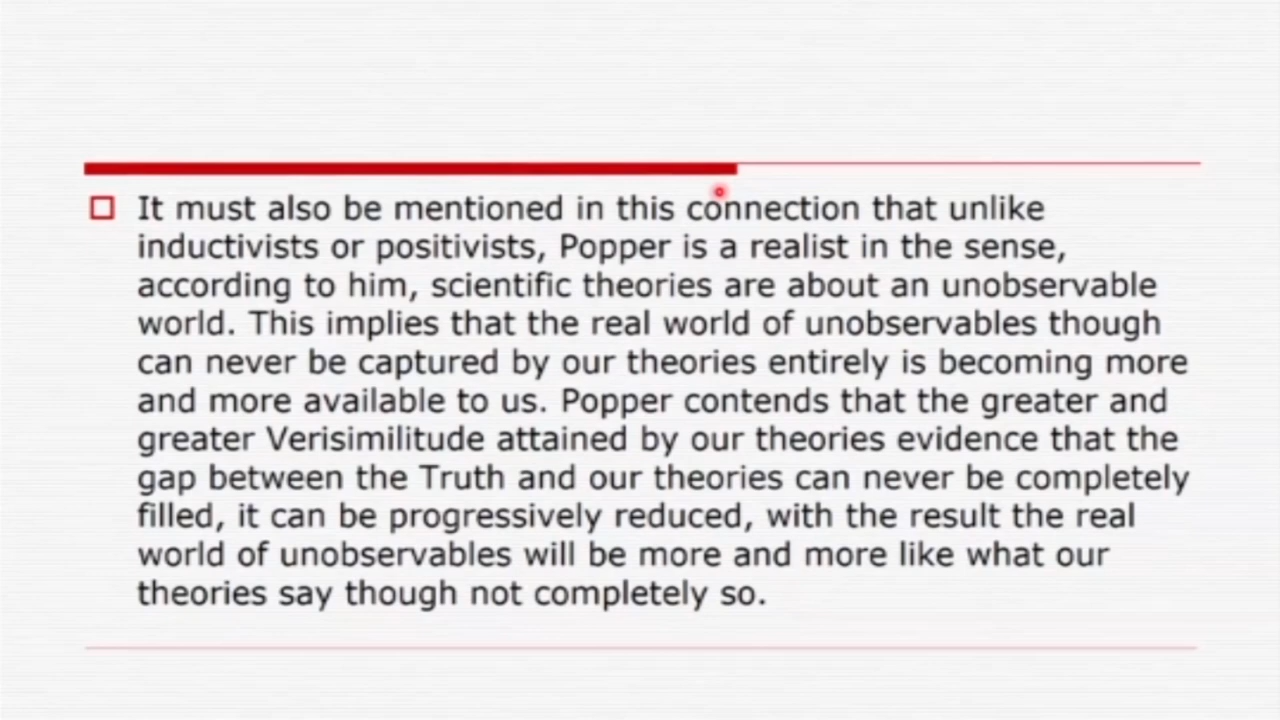 It must also be mentioned in this connection that unlike
inductivists or positivists, Popper is a realist in the sense,
according to him, scientific theories are about an unobservable
world. This implies that the real world of unobservables though
can never be captured by our theories entirely is becoming more
and more available to us. Popper contends that the greater and
greater Verisimilitude attained by our theories evidence that the
gap between the Truth and our theories can never be completely
filled, it can be progressively reduced, with the result the real
world of unobservables will be more and more like what our
theories say though not completely so.